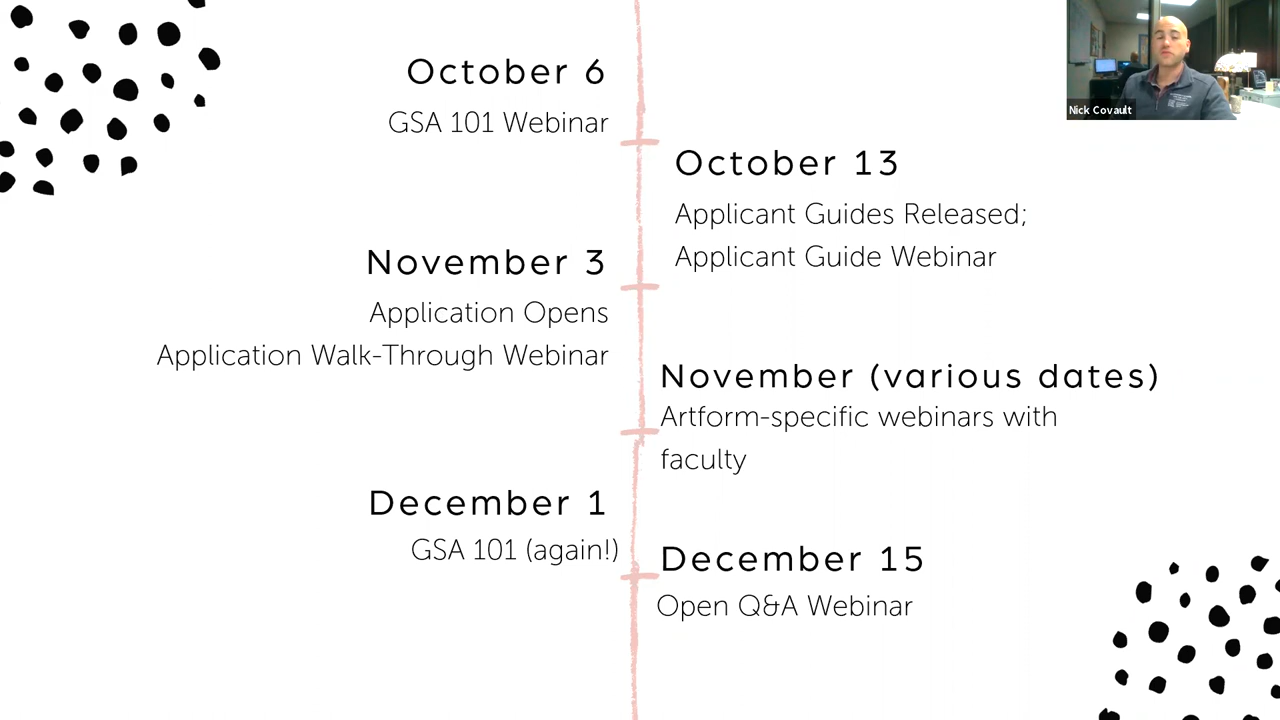 October 6
GSA 101 Webinar
Nick Covault
October 13
Applicant Guides Released;
Applicant Guide Webinar
November 3
Application Opens
Application Walk-Through Webinar
November (various dates)
Artform-specific webinars with
faculty
December 1
GSA 101 (again!)
December 15
Open Q&A Webinar